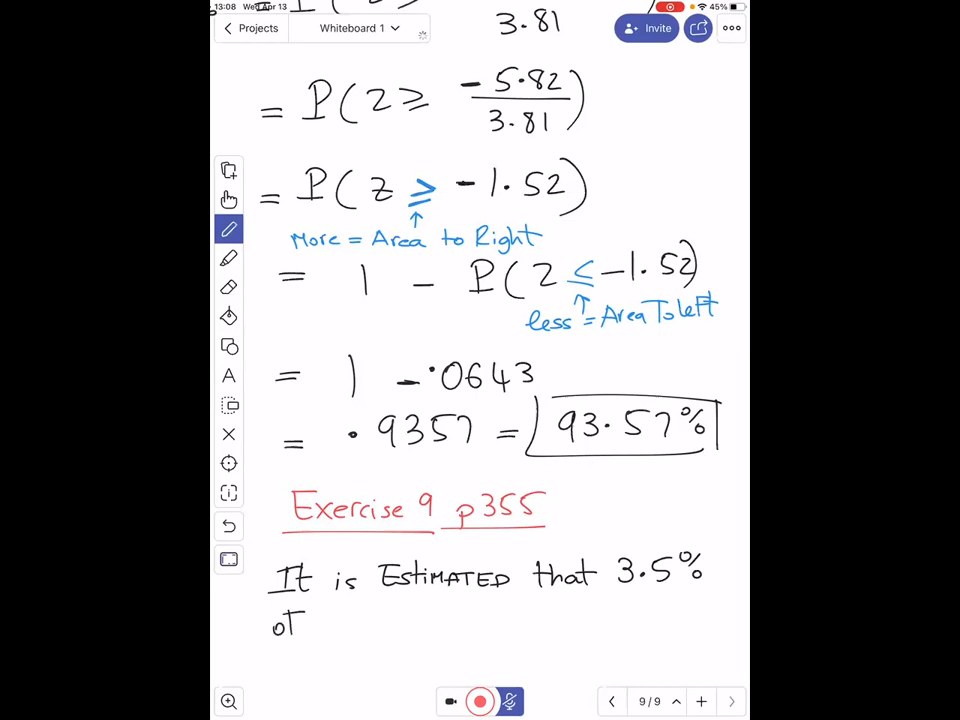 13:08 Wed Apr 13
45%
Projects
Whiteboard 1
Invite
3.81
= P(Z ≥ -5.82/3.81)
= P(Z ≥ -1.52)
More = Area to Right
= 1 - P(Z ≤ -1.52)
less = Area To left
= 1 - .0643
= .9357 = 93.57%
Exercise 9 p355
It is EstiMATED that 3.5%
of
A
9/9